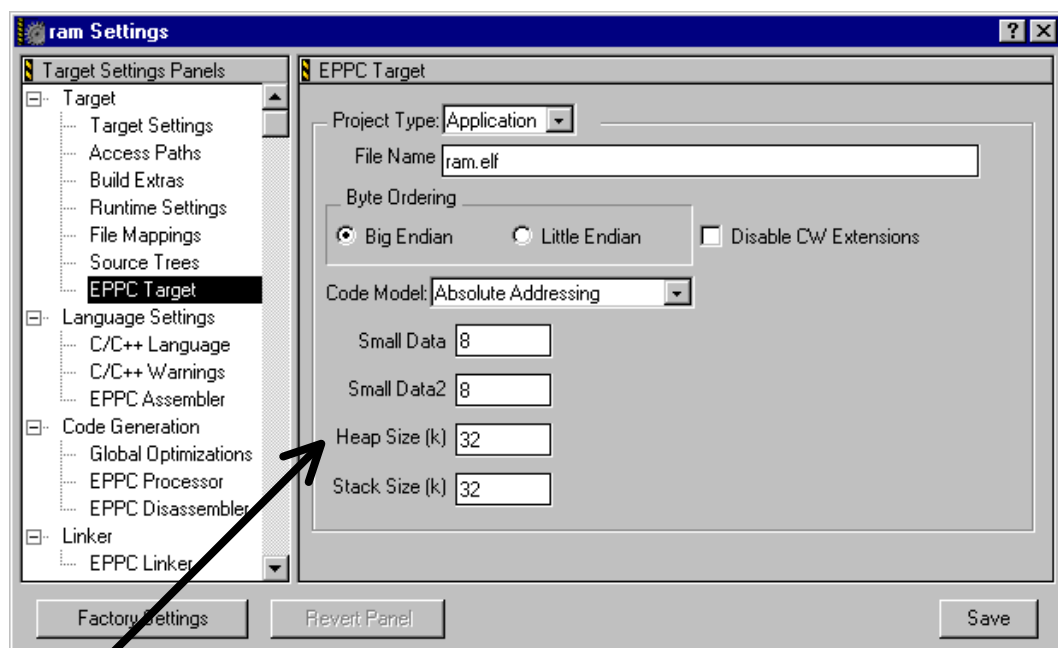 ram Settings
Target Settings Panels
Target
Target Settings
Access Paths
Build Extras
Runtime Settings
File Mappings
Source Trees
EPPC Target
Language Settings
C/C++ Language
C/C++ Warnings
EPPC Assembler
Code Generation
Global Optimizations
EPPC Processor
EPPC Disassembler
Linker
EPPC Linker
EPPC Target
Project Type: Application
File Name ram.elf
Byte Ordering
Big Endian Little Endian Disable CW Extensions
Code Model: Absolute Addressing
Small Data 8
Small Data2 8
Heap Size (k) 32
Stack Size (k) 32
Factory Settings Revert Panel Save